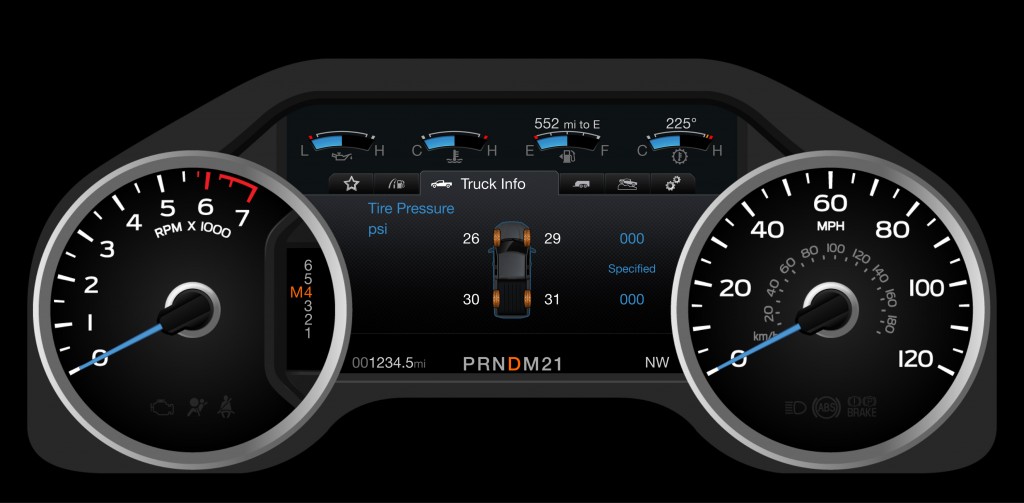 552 mi to E
225°
L H
C H
E F
C H
Truck Info
Tire Pressure
psi
26 29
000
Specified
30 31
000
0 1 2 3 4 5 6 7
RPM X 1000
6
5
M4
3
2
1
001234.5mi
PRNDM21
NW
0 20 40 60 80 100 120
MPH
20 40 60 80 100 120 140 160 180
km/h
ABS
P
BRAKE